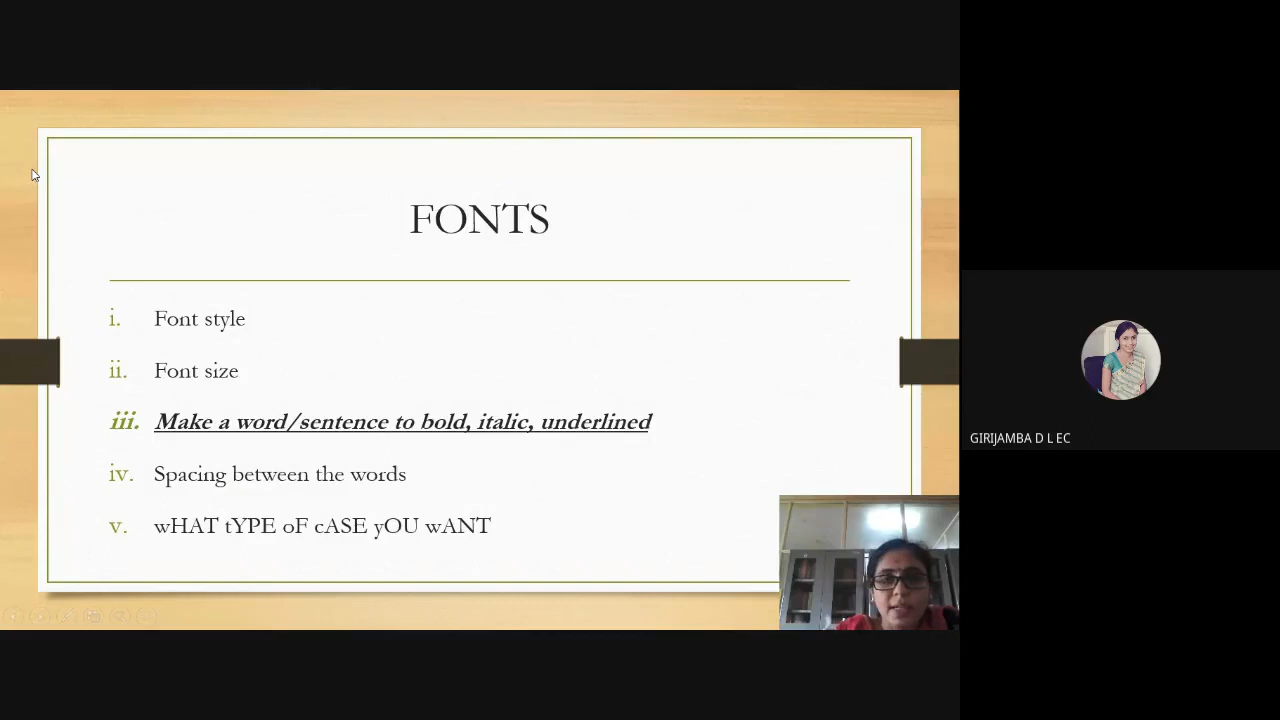 FONTS
i. Font style
ii. Font size
iii. Make a word/sentence to bold, italic, underlined
iv. Spacing between the words
v. wHAT tYPE oF cASE yOU wANT
GIRIJAMBA D L EC